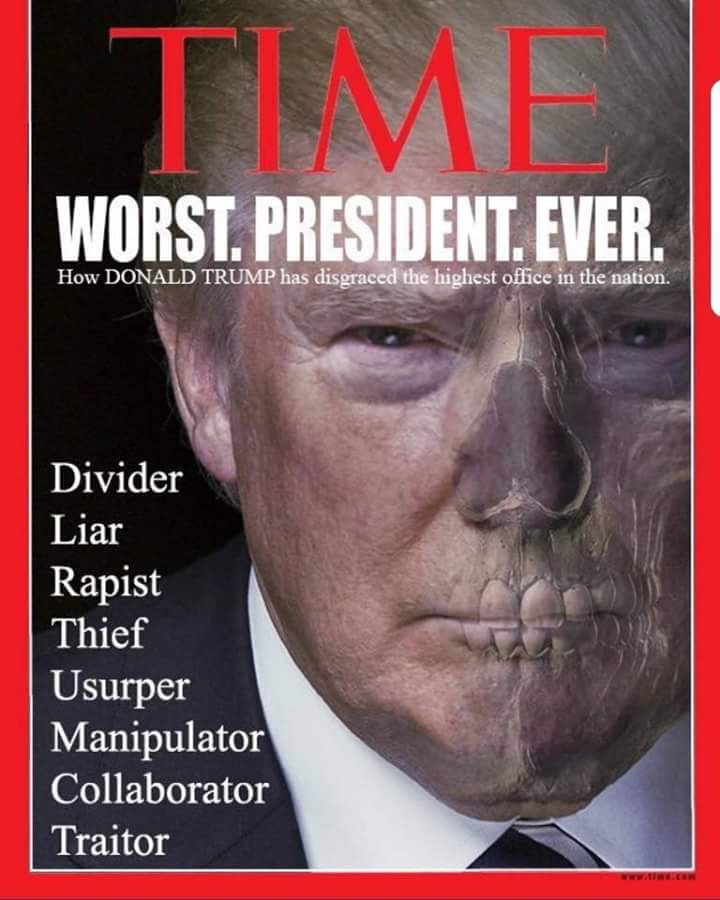 TIME
WORST. PRESIDENT. EVER.
How DONALD TRUMP has disgraced the highest office in the nation.
Divider
Liar
Rapist
Thief
Usurper
Manipulator
Collaborator
Traitor
www.time.com